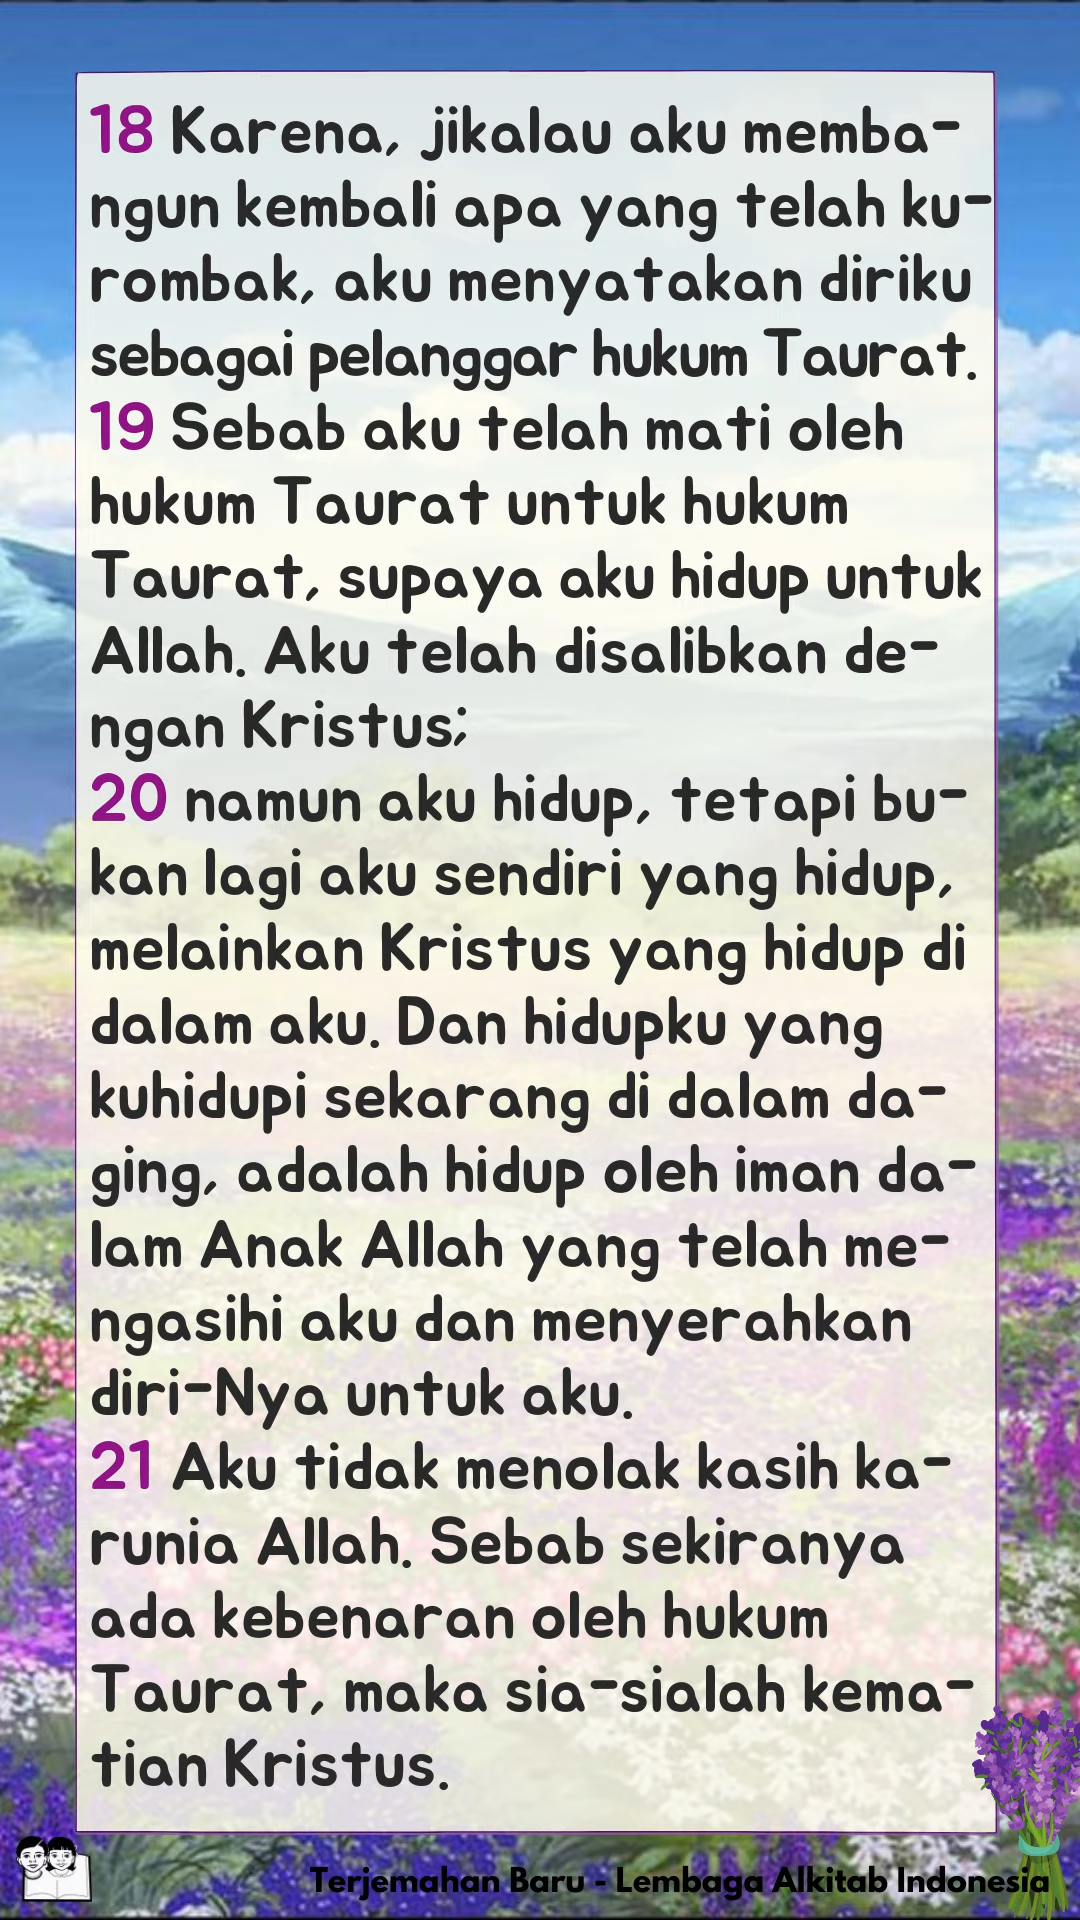 18 Karena, jikalau aku memba-
ngun kembali apa yang telah ku-
rombak, aku menyatakan diriku
sebagai pelanggar hukum Taurat.
19 Sebab aku telah mati oleh
hukum Taurat untuk hukum
Taurat, supaya aku hidup untuk
Allah. Aku telah disalibkan de-
ngan Kristus;
20 namun aku hidup, tetapi bu-
kan lagi aku sendiri yang hidup,
melainkan Kristus yang hidup di
dalam aku. Dan hidupku yang
kuhidupi sekarang di dalam da-
ging, adalah hidup oleh iman da-
lam Anak Allah yang telah me-
ngasihi aku dan menyerahkan
diri-Nya untuk aku.
21 Aku tidak menolak kasih ka-
runia Allah. Sebab sekiranya
ada kebenaran oleh hukum
Taurat, maka sia-sialah kema-
tian Kristus.
Terjemahan Baru - Lembaga Alkitab Indonesia